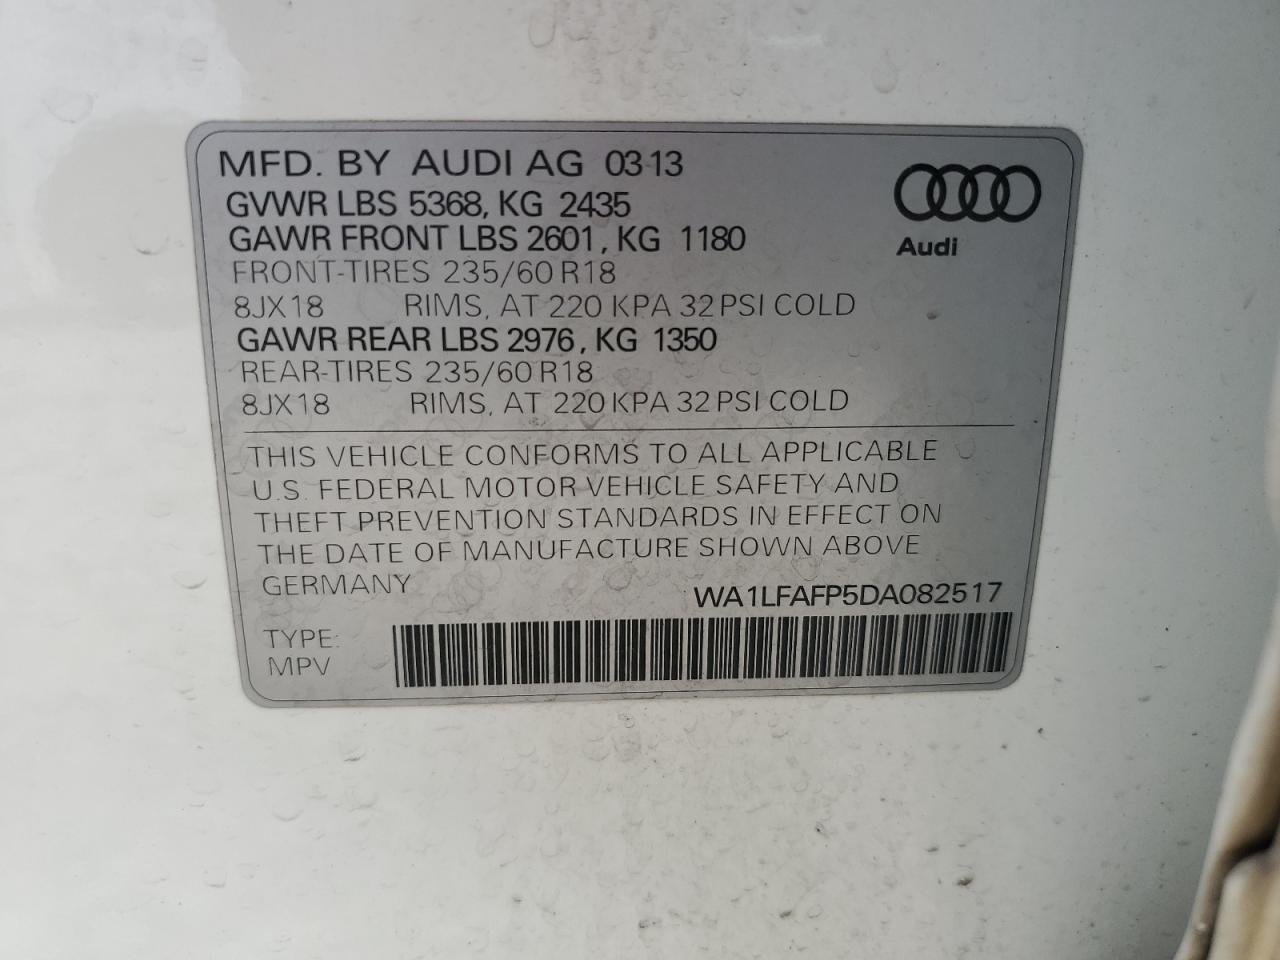 MFD. BY AUDI AG 03-13
GVWR LBS 5368, KG 2435
GAWR FRONT LBS 2601, KG 1180
FRONT-TIRES 235/60 R18
8JX18 RIMS, AT 220 KPA 32 PSI COLD
GAWR REAR LBS 2976, KG 1350
REAR-TIRES 235/60 R18
8JX18 RIMS, AT 220 KPA 32 PSI COLD
Audi
THIS VEHICLE CONFORMS TO ALL APPLICABLE
U.S. FEDERAL MOTOR VEHICLE SAFETY AND
THEFT PREVENTION STANDARDS IN EFFECT ON
THE DATE OF MANUFACTURE SHOWN ABOVE
GERMANY WA1LFAFP5DA082517
TYPE:
MPV